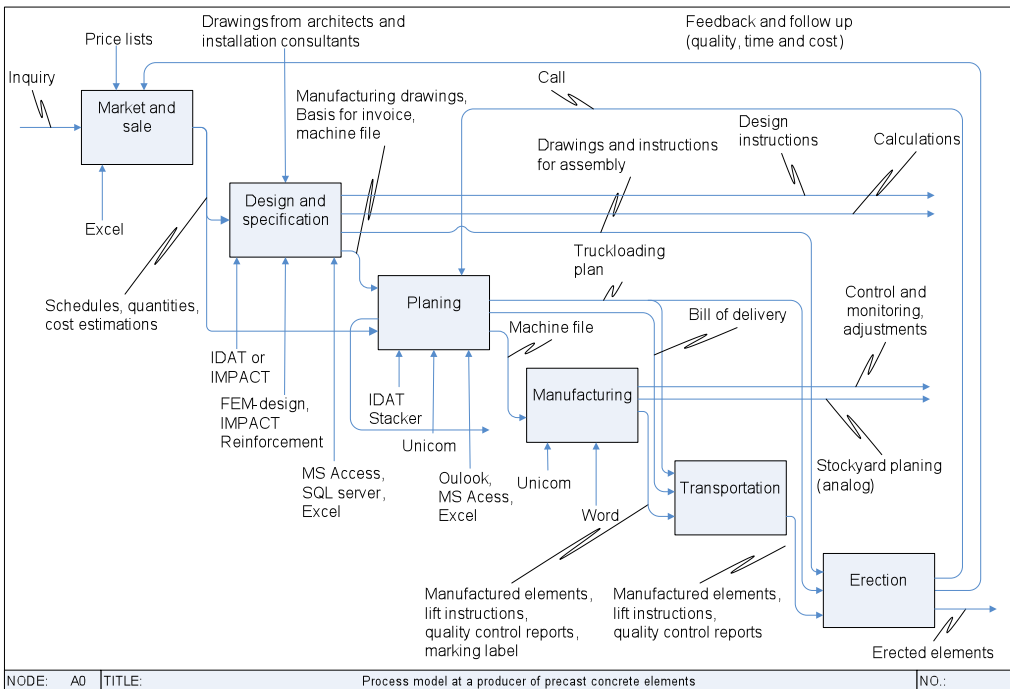 Drawings from architects and
installation consultants
Feedback and follow up
(quality, time and cost)
Price lists
Inquiry
Call
Market and
sale
Manufacturing drawings,
Basis for invoice,
machine file
Design
instructions
Drawings and instructions
for assembly
Calculations
Design and
specification
Excel
Truckloading
plan
Schedules, quantities,
cost estimations
Planing
Control and
monitoring,
adjustments
Machine file
Bill of delivery
IDAT or
IMPACT
IDAT
Stacker
Manufacturing
FEM-design,
IMPACT
Reinforcement
Unicom
MS Access,
SQL server,
Excel
Oulook,
MS Acess,
Excel
Unicom
Word
Stockyard planing
(analog)
Transportation
Erection
Manufactured elements,
lift instructions,
quality control reports,
marking label
Manufactured elements,
lift instructions,
quality control reports
Erected elements
NODE: A0 TITLE: Process model at a producer of precast concrete elements NO.: